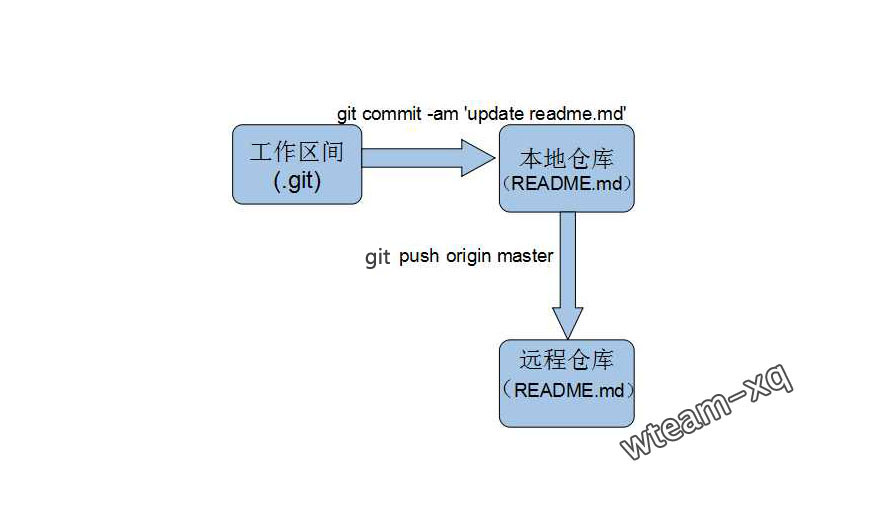 git commit -am 'update readme.md'
工作区间
(.git)
本地仓库
（README.md）
git push origin master
远程仓库
（README.md）
wteam-xq